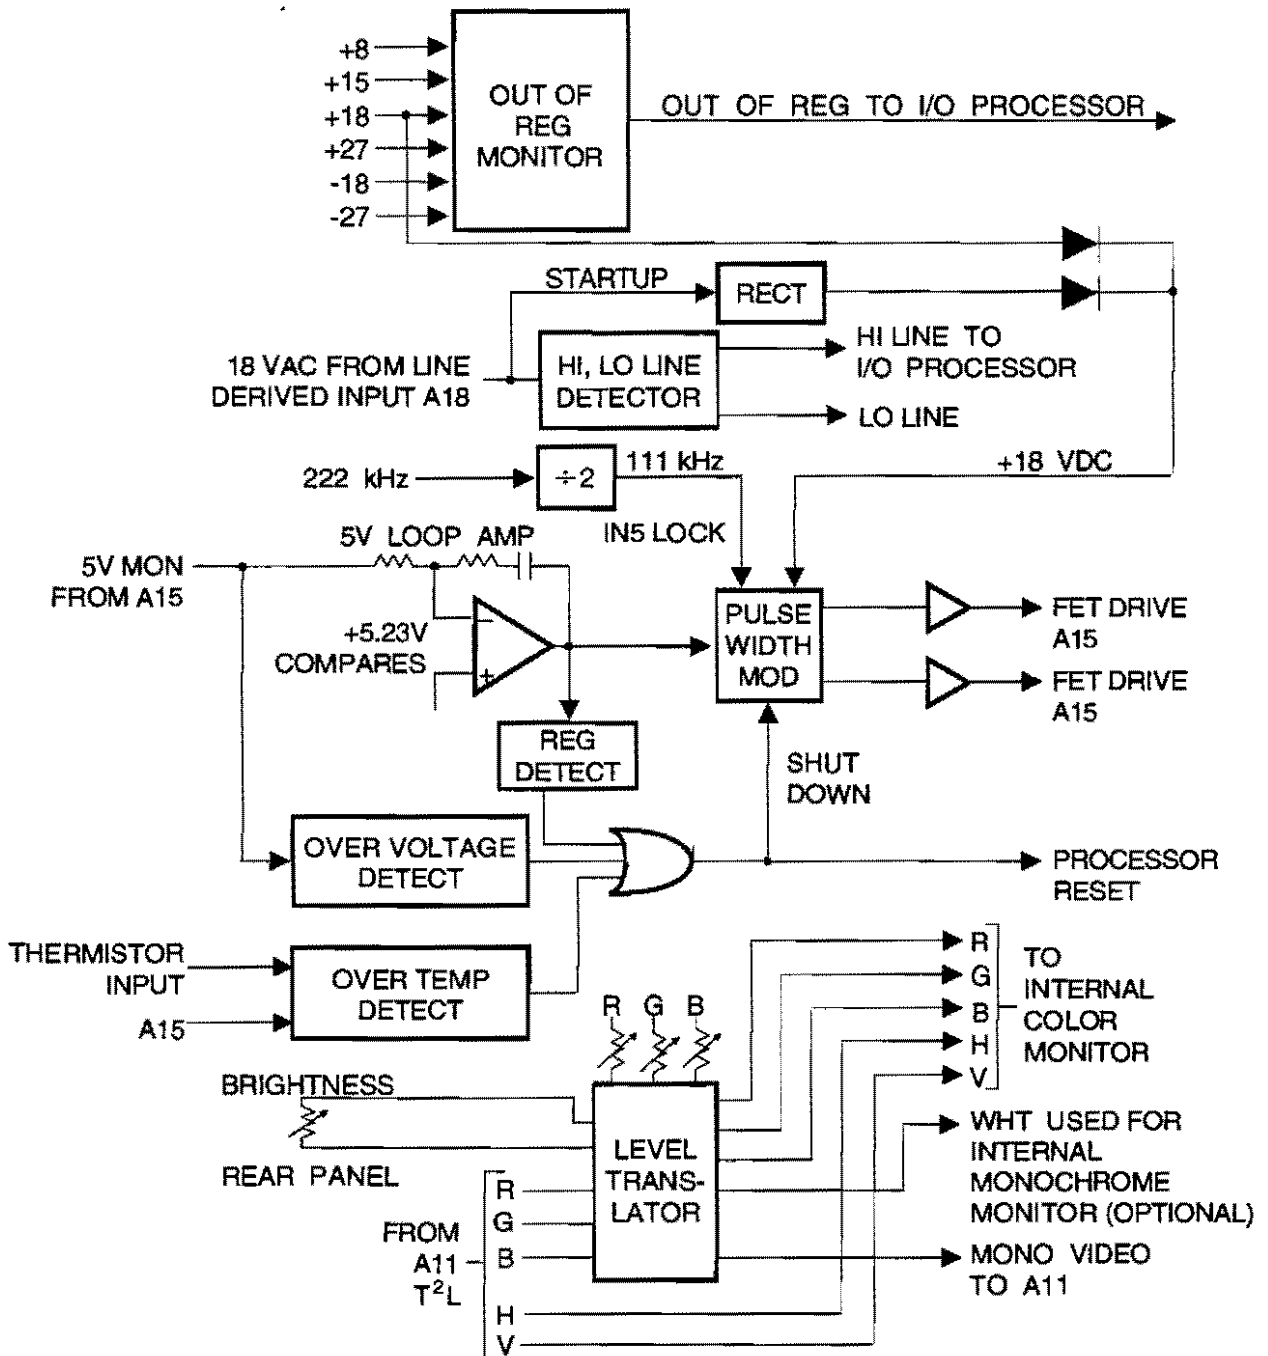 +8
+15
+18
+27
-18
-27
OUT OF
REG
MONITOR
OUT OF REG TO I/O PROCESSOR
STARTUP
RECT
18 VAC FROM LINE
DERIVED INPUT A18
HI, LO LINE
DETECTOR
HI LINE TO
I/O PROCESSOR
LO LINE
222 kHz
÷2
111 kHz
IN5 LOCK
+18 VDC
5V LOOP AMP
5V MON
FROM A15
+5.23V
COMPARES
−
+
PULSE
WIDTH
MOD
FET DRIVE
A15
FET DRIVE
A15
REG
DETECT
SHUT
DOWN
OVER VOLTAGE
DETECT
PROCESSOR
RESET
THERMISTOR
INPUT
A15
OVER TEMP
DETECT
R G B
R
G
B
H
V
TO
INTERNAL
COLOR
MONITOR
BRIGHTNESS
REAR PANEL
LEVEL
TRANS-
LATOR
WHT USED FOR
INTERNAL
MONOCHROME
MONITOR (OPTIONAL)
MONO VIDEO
TO A11
FROM
A11
T²L
R
G
B
H
V